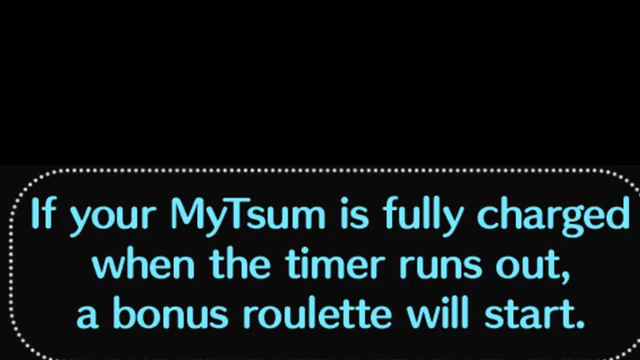 If your MyTsum is fully charged
when the timer runs out,
a bonus roulette will start.